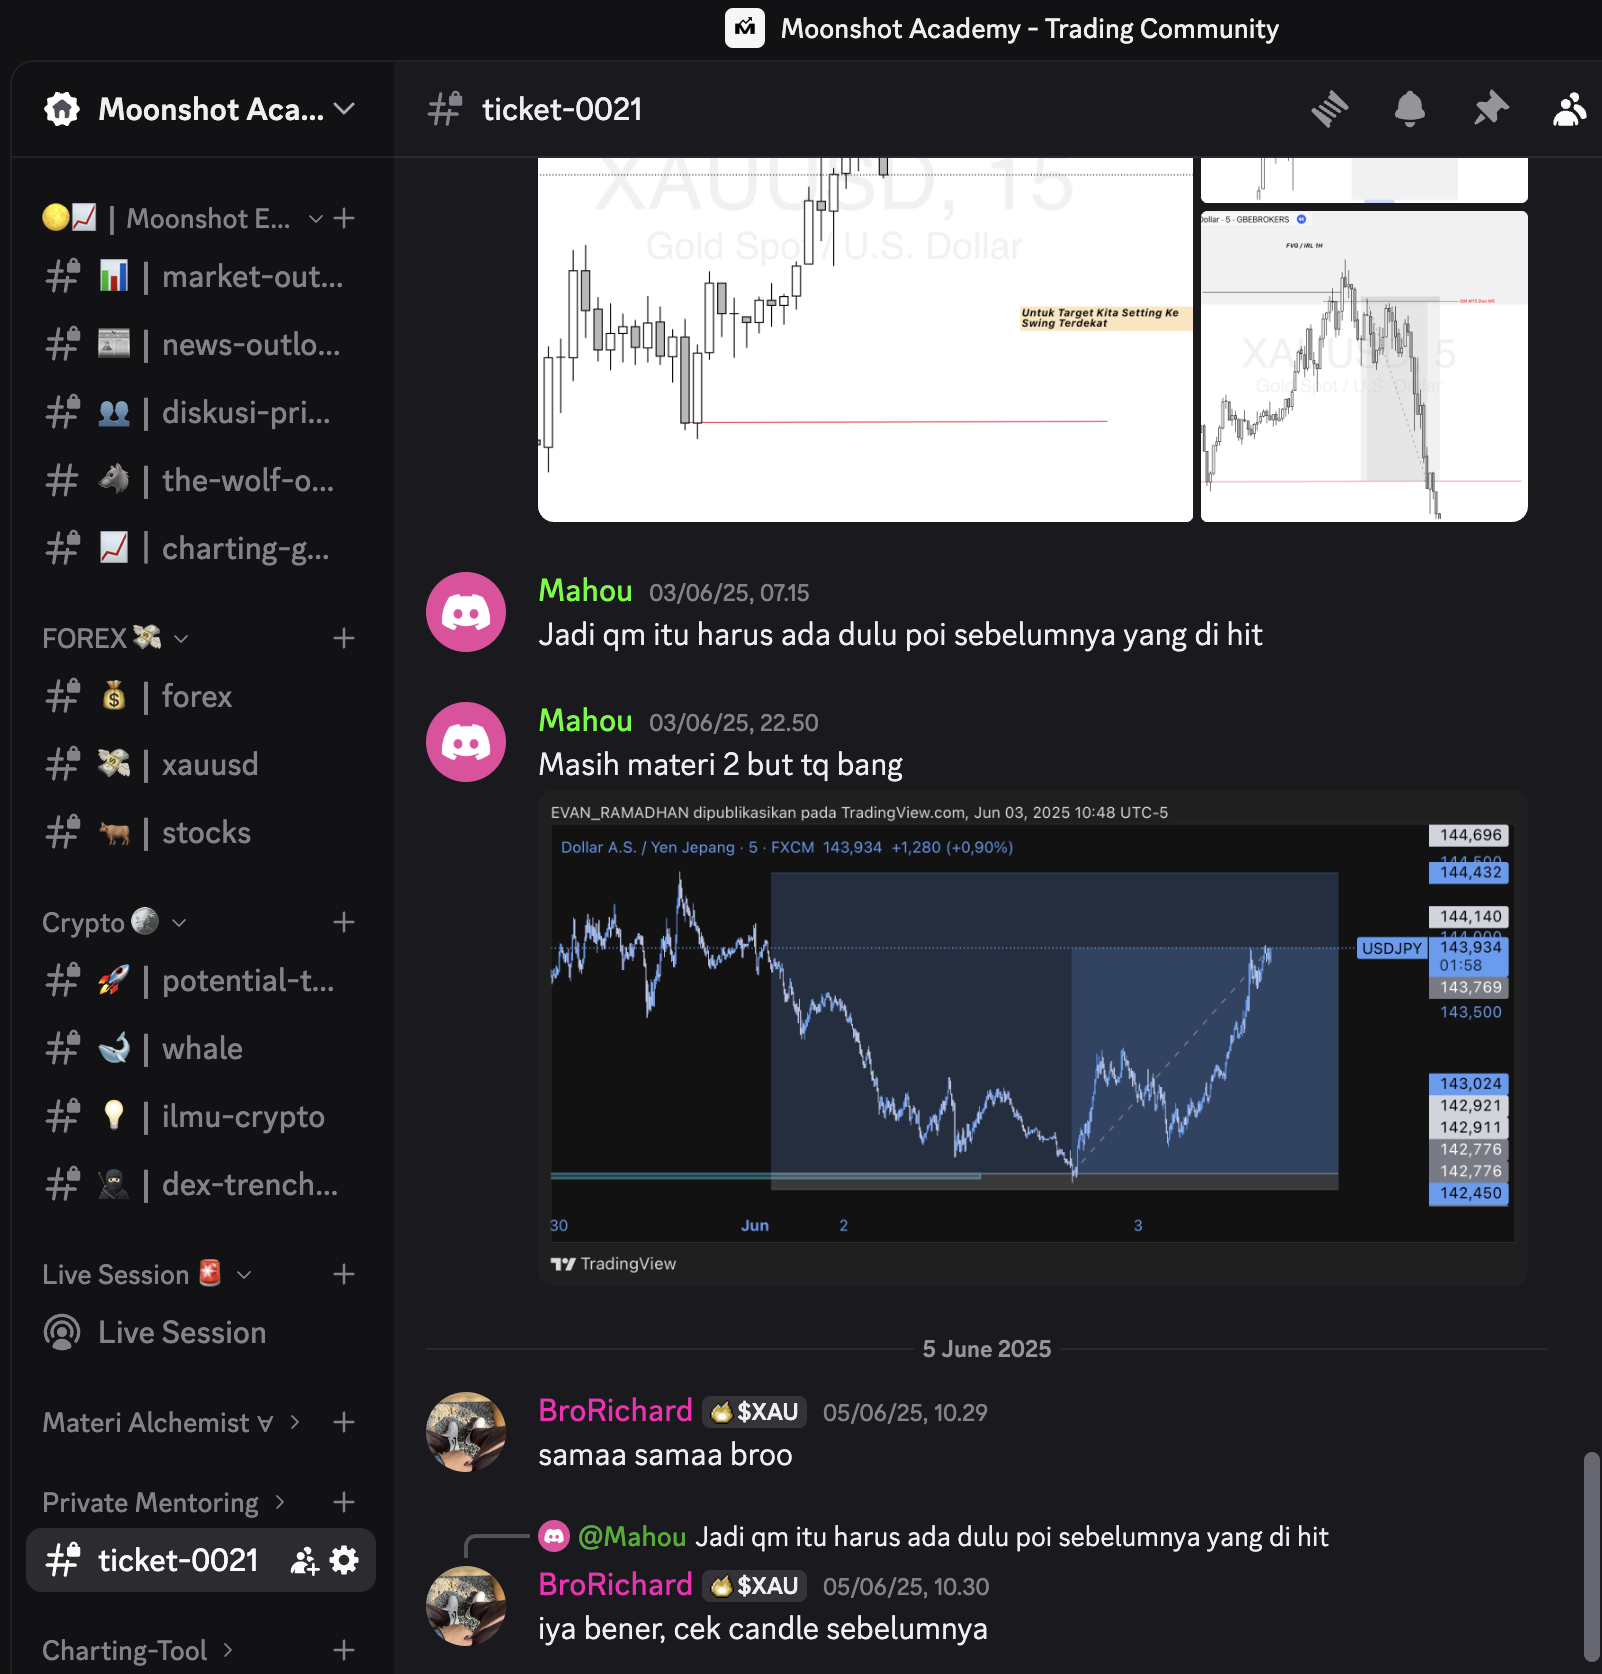 Moonshot Academy - Trading Community
Moonshot Aca...
| Moonshot E...
| market-out...
| news-outlo...
| diskusi-pri...
| the-wolf-o...
| charting-g...
FOREX
| forex
| xauusd
| stocks
Crypto
| potential-t...
| whale
| ilmu-crypto
| dex-trench...
Live Session
Live Session
Materi Alchemist ∀
Private Mentoring
ticket-0021
Charting-Tool
ticket-0021
XAUUSD, 15
Gold Spot / U.S. Dollar
Untuk Target Kita Setting Ke
Swing Terdekat
Dollar · 5 · GBEBROKERS
FVG / IRL 1H
XAUUSD, 5
Gold Spot / U.S. Dollar
Mahou 03/06/25, 07.15
Jadi qm itu harus ada dulu poi sebelumnya yang di hit
Mahou 03/06/25, 22.50
Masih materi 2 but tq bang
EVAN_RAMADHAN dipublikasikan pada TradingView.com, Jun 03, 2025 10:48 UTC-5
Dollar A.S. / Yen Jepang · 5 · FXCM 143,934 +1,280 (+0,90%)
144,696
144,500
144,432
144,140
144,000
USDJPY 143,934
01:58
143,769
143,500
143,024
142,921
142,911
142,776
142,776
142,450
30 Jun 2 3
TradingView
5 June 2025
BroRichard $XAU 05/06/25, 10.29
samaa samaa broo
@Mahou Jadi qm itu harus ada dulu poi sebelumnya yang di hit
BroRichard $XAU 05/06/25, 10.30
iya bener, cek candle sebelumnya